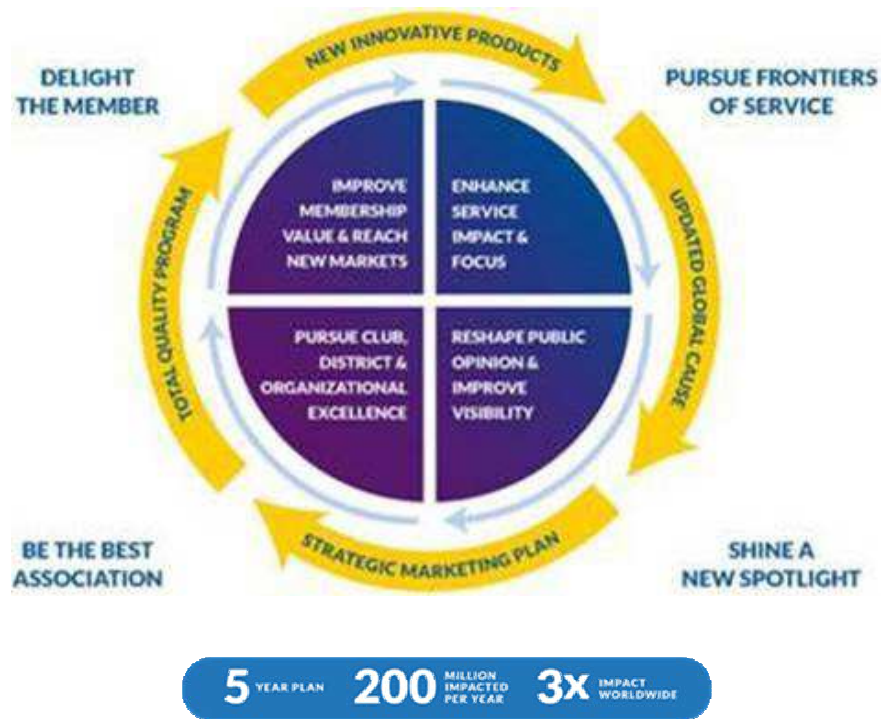 NEW INNOVATIVE PRODUCTS
DELIGHT
THE MEMBER
PURSUE FRONTIERS
OF SERVICE
IMPROVE
MEMBERSHIP
VALUE & REACH
NEW MARKETS
ENHANCE
SERVICE
IMPACT &
FOCUS
TOTAL QUALITY PROGRAM
UPDATED GLOBAL CAUSE
PURSUE CLUB,
DISTRICT &
ORGANIZATIONAL
EXCELLENCE
RESHAPE PUBLIC
OPINION &
IMPROVE
VISIBILITY
STRATEGIC MARKETING PLAN
BE THE BEST
ASSOCIATION
SHINE A
NEW SPOTLIGHT
5 YEAR PLAN
200 MILLION
IMPACTED
PER YEAR
3X IMPACT
WORLDWIDE